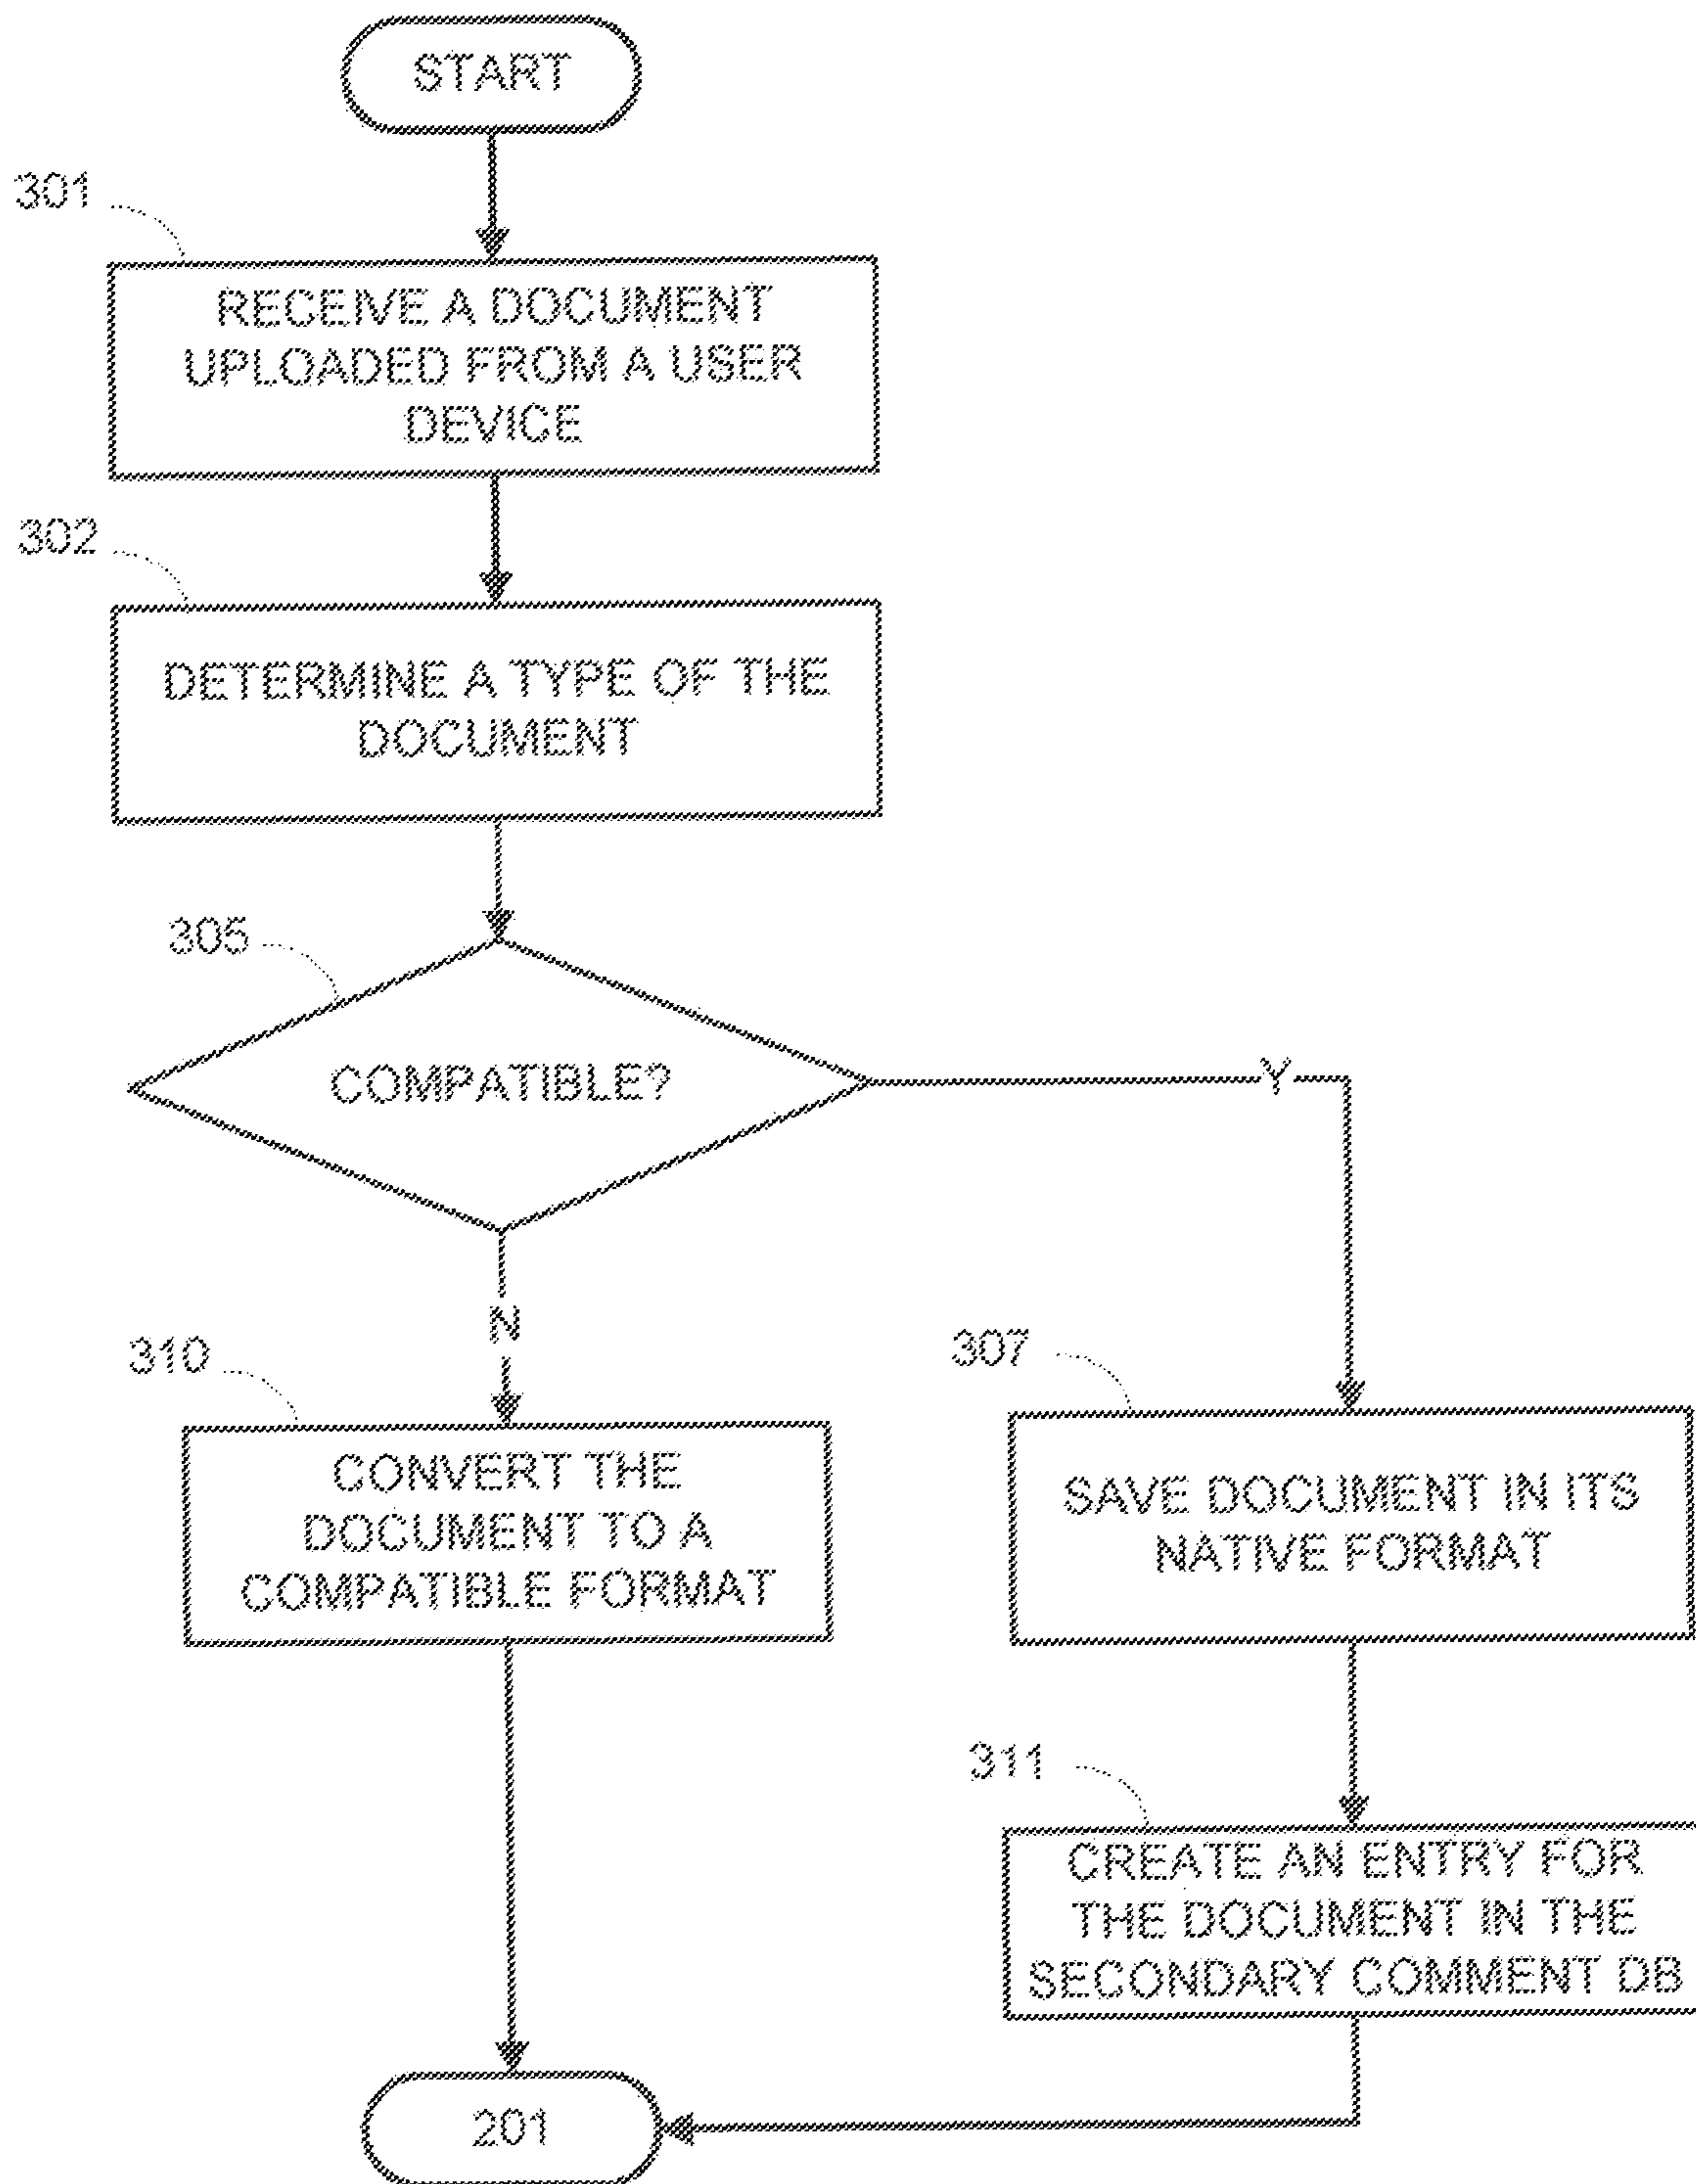 START
301
RECEIVE A DOCUMENT
UPLOADED FROM A USER
DEVICE
302
DETERMINE A TYPE OF THE
DOCUMENT
305
COMPATIBLE?
Y
N
310
CONVERT THE
DOCUMENT TO A
COMPATIBLE FORMAT
307
SAVE DOCUMENT IN ITS
NATIVE FORMAT
311
CREATE AN ENTRY FOR
THE DOCUMENT IN THE
SECONDARY COMMENT DB
201